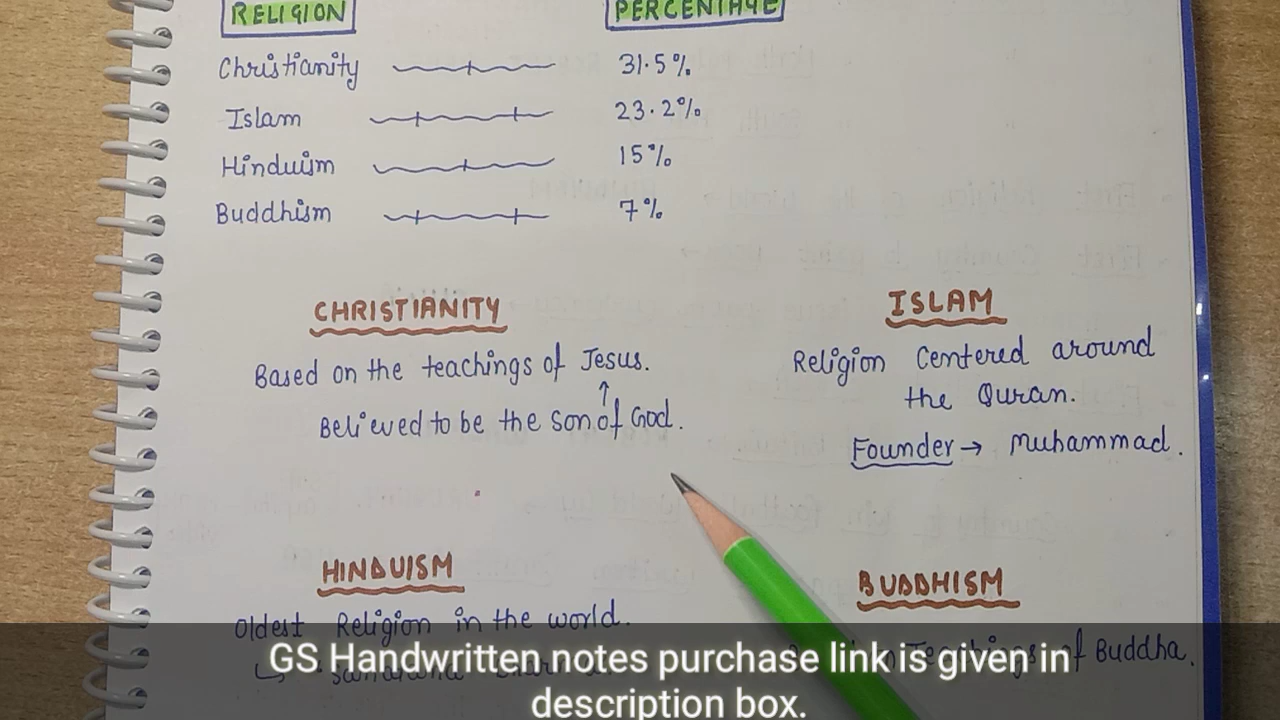 RELIGION PERCENTAGE
Christianity 31.5%
Islam 23.2%
Hinduism 15%
Buddhism 7%
CHRISTIANITY
Based on the teachings of Jesus.
↑
Believed to be the son of God.
ISLAM
Religion Centered around
the Quran.
Founder → Muhammad.
HINDUISM
Oldest Religion in the world.
BUDDHISM
Teachings of Buddha.
GS Handwritten notes purchase link is given in
description box.